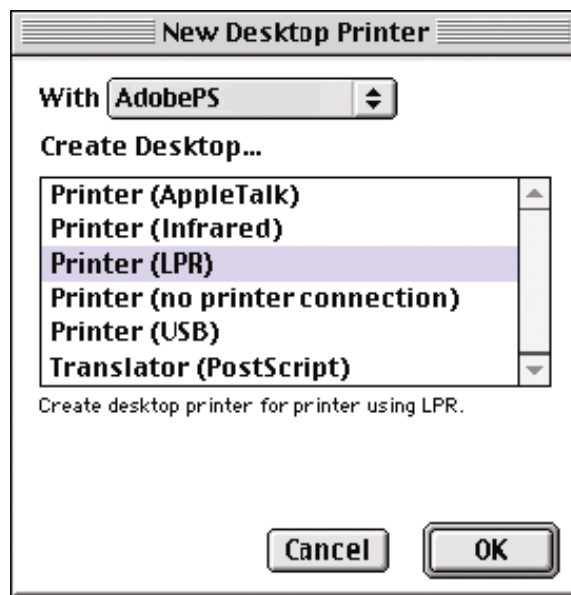 New Desktop Printer
With AdobePS
Create Desktop...
Printer (AppleTalk)
Printer (Infrared)
Printer (LPR)
Printer (no printer connection)
Printer (USB)
Translator (PostScript)
Create desktop printer for printer using LPR.
Cancel OK